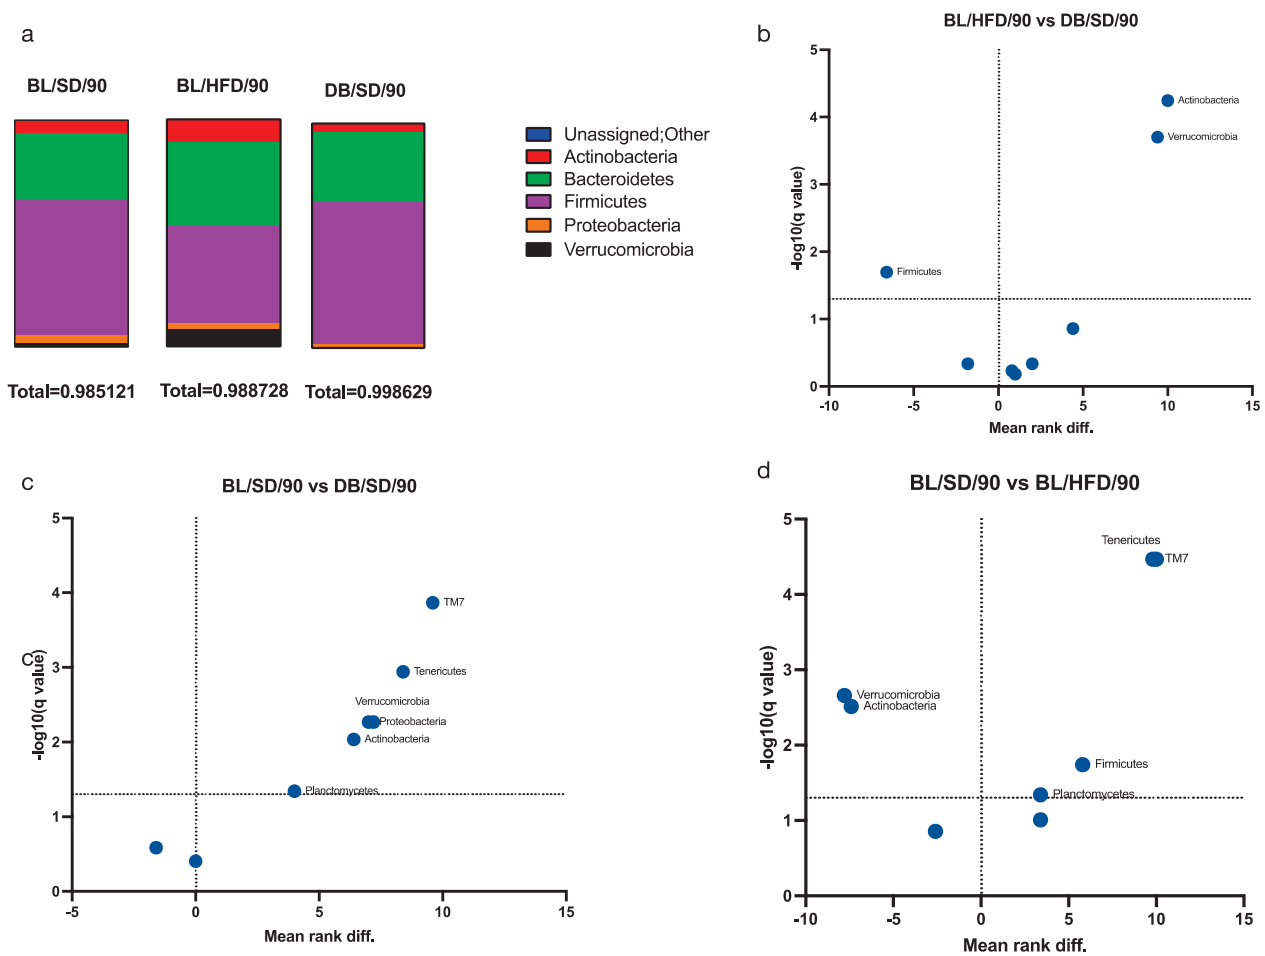 a
BL/SD/90
BL/HFD/90
DB/SD/90
Total=0.985121
Total=0.988728
Total=0.998629
Unassigned;Other
Actinobacteria
Bacteroidetes
Firmicutes
Proteobacteria
Verrucomicrobia
b
BL/HFD/90 vs DB/SD/90
-log10(q value)
5
4
3
2
1
0
Actinobacteria
Verrucomicrobia
Firmicutes
-10
-5
0
5
10
15
Mean rank diff.
c
BL/SD/90 vs DB/SD/90
c
-log10(q value)
5
4
3
2
1
0
TM7
Tenericutes
Verrucomicrobia
Proteobacteria
Actinobacteria
Planctomycetes
-5
0
5
10
15
Mean rank diff.
d
BL/SD/90 vs BL/HFD/90
-log10(q value)
5
4
3
2
1
0
Tenericutes
TM7
Verrucomicrobia
Actinobacteria
Firmicutes
Planctomycetes
-10
-5
0
5
10
15
Mean rank diff.